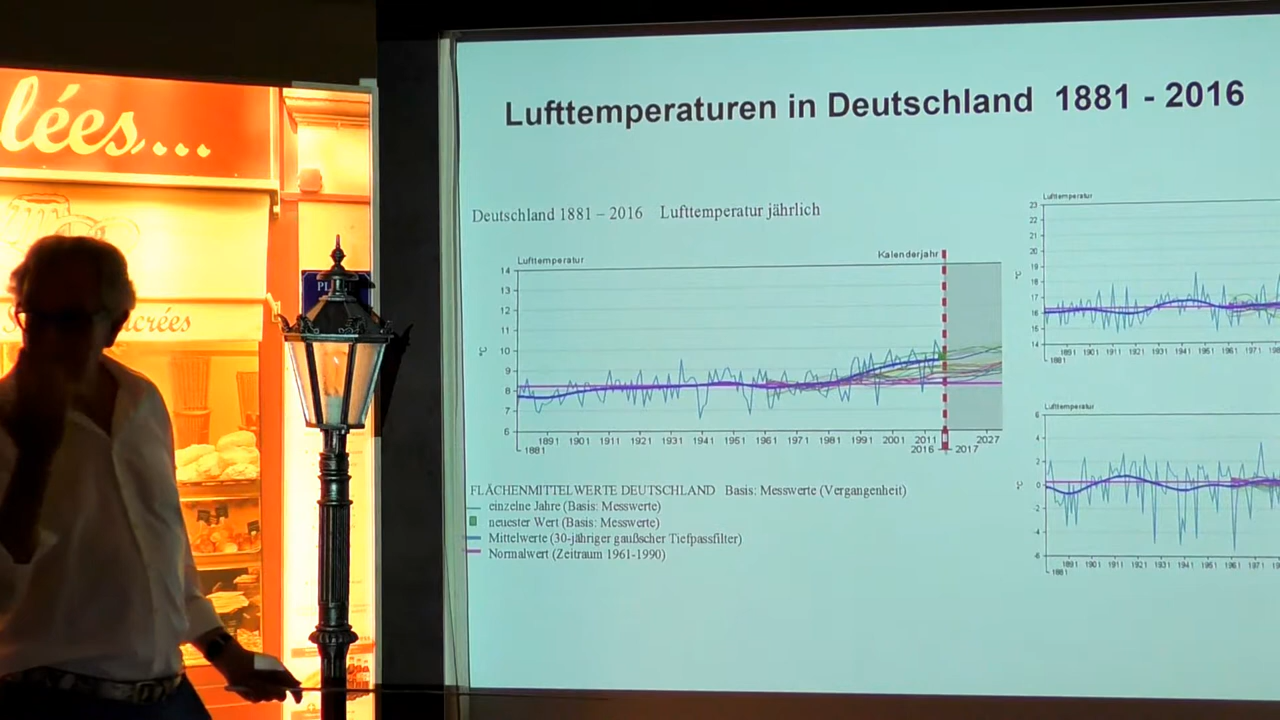 lées...
PL
crées
Lufttemperaturen in Deutschland 1881 - 2016
Deutschland 1881 – 2016 Lufttemperatur jährlich
Lufttemperatur
Kalenderjahr
14
13
12
11
10
9
8
7
6
°C
1891 1901 1911 1921 1931 1941 1951 1961 1971 1981 1991 2001 2011 2027
1881 2016 2017
FLÄCHENMITTELWERTE DEUTSCHLAND Basis: Messwerte (Vergangenheit)
einzelne Jahre (Basis: Messwerte)
neuester Wert (Basis: Messwerte)
Mittelwerte (30-jähriger gaußscher Tiefpassfilter)
Normalwert (Zeitraum 1961-1990)
Lufttemperatur
23
22
21
20
19
18
17
16
15
14
°C
1891 1901 1911 1921 1931 1941 1951 1961 1971 198
1881
Lufttemperatur
6
4
2
0
-2
-4
-6
°C
1891 1901 1911 1921 1931 1941 1951 1961 1971 19
1881